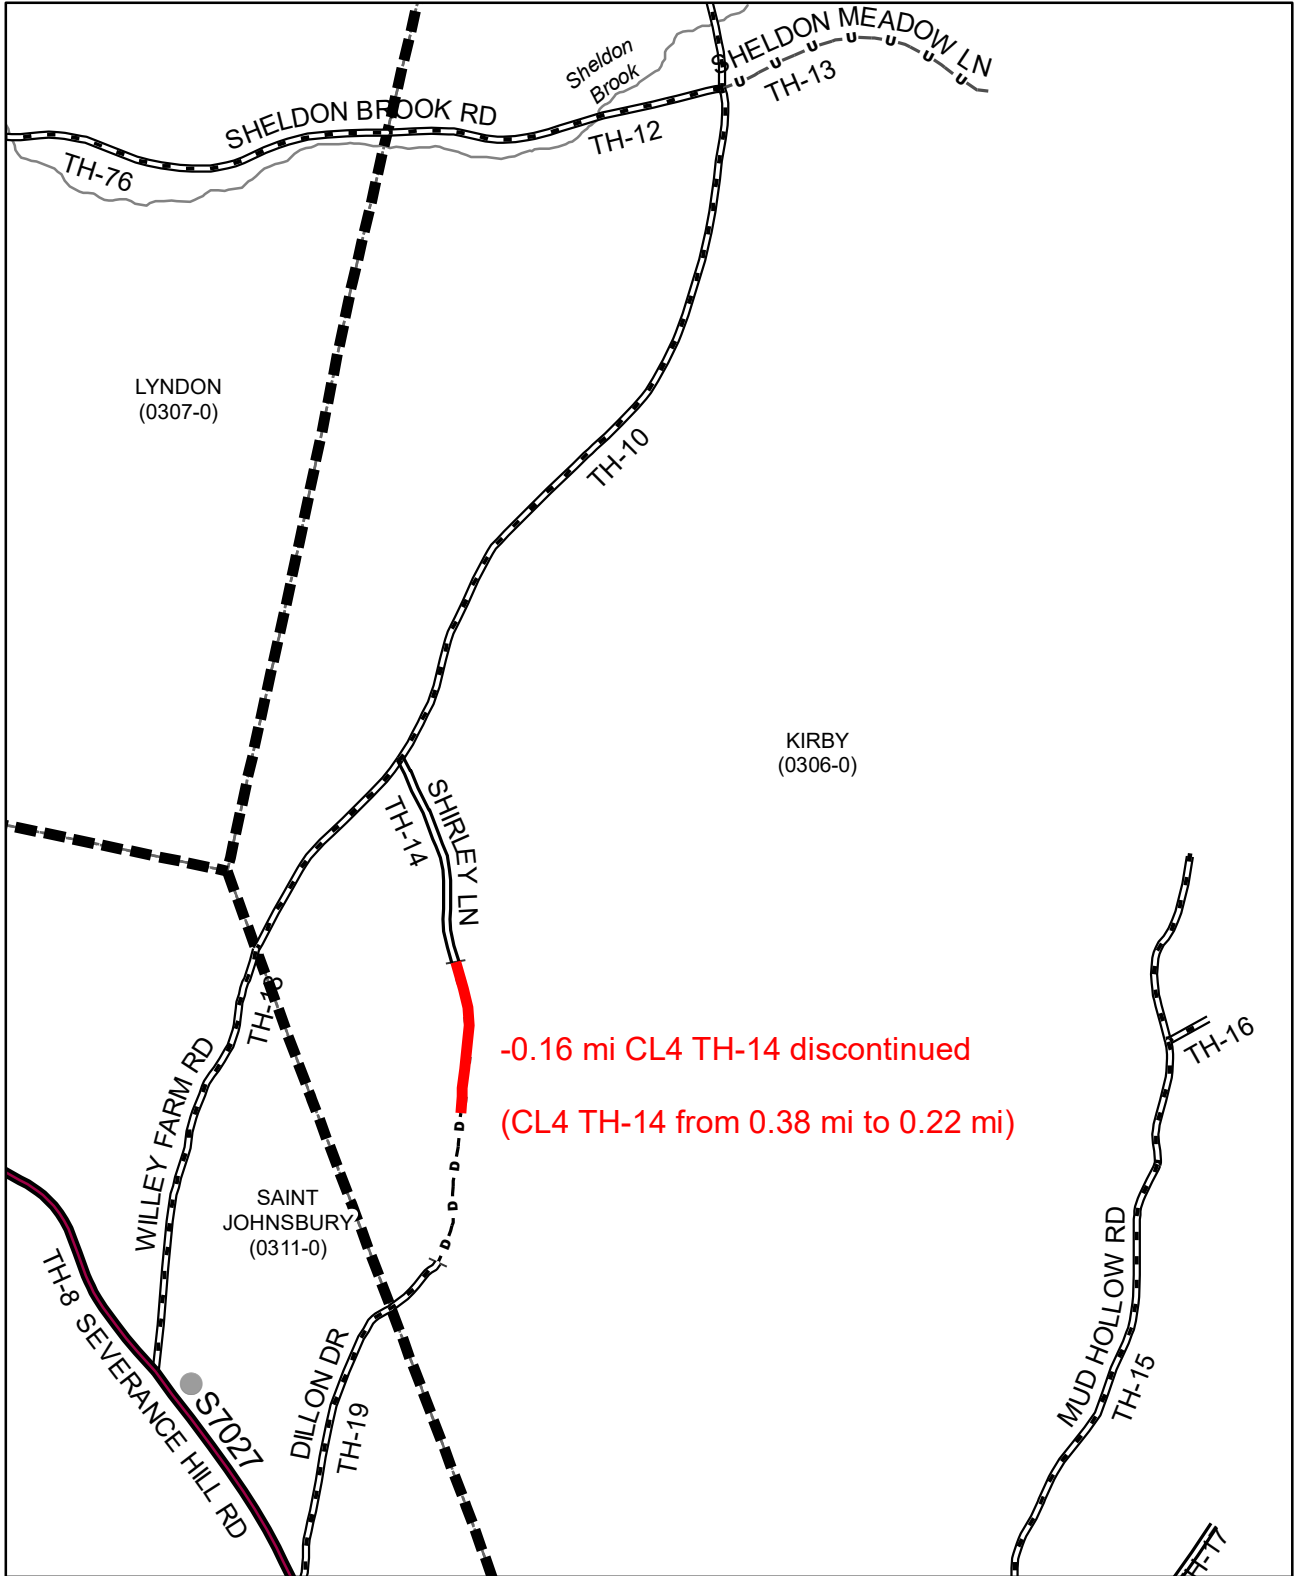 SHELDON MEADOW LN
Sheldon
Brook
TH-13
SHELDON BROOK RD
TH-12
TH-76
LYNDON
(0307-0)
TH-10
KIRBY
(0306-0)
SHIRLEY LN
TH-14
TH-18
-0.16 mi CL4 TH-14 discontinued
(CL4 TH-14 from 0.38 mi to 0.22 mi)
TH-16
WILLEY FARM RD
D
D
D
SAINT
JOHNSBURY
(0311-0)
TH-8 SEVERANCE HILL RD
S7027
DILLON DR
TH-19
MUD HOLLOW RD
TH-15
H-17
U
U
U
U
U
U
U